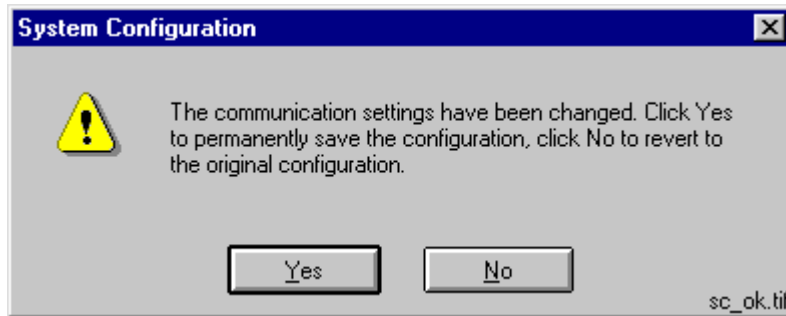 System Configuration
The communication settings have been changed. Click Yes
to permanently save the configuration, click No to revert to
the original configuration.
Yes
No
sc_ok.tif